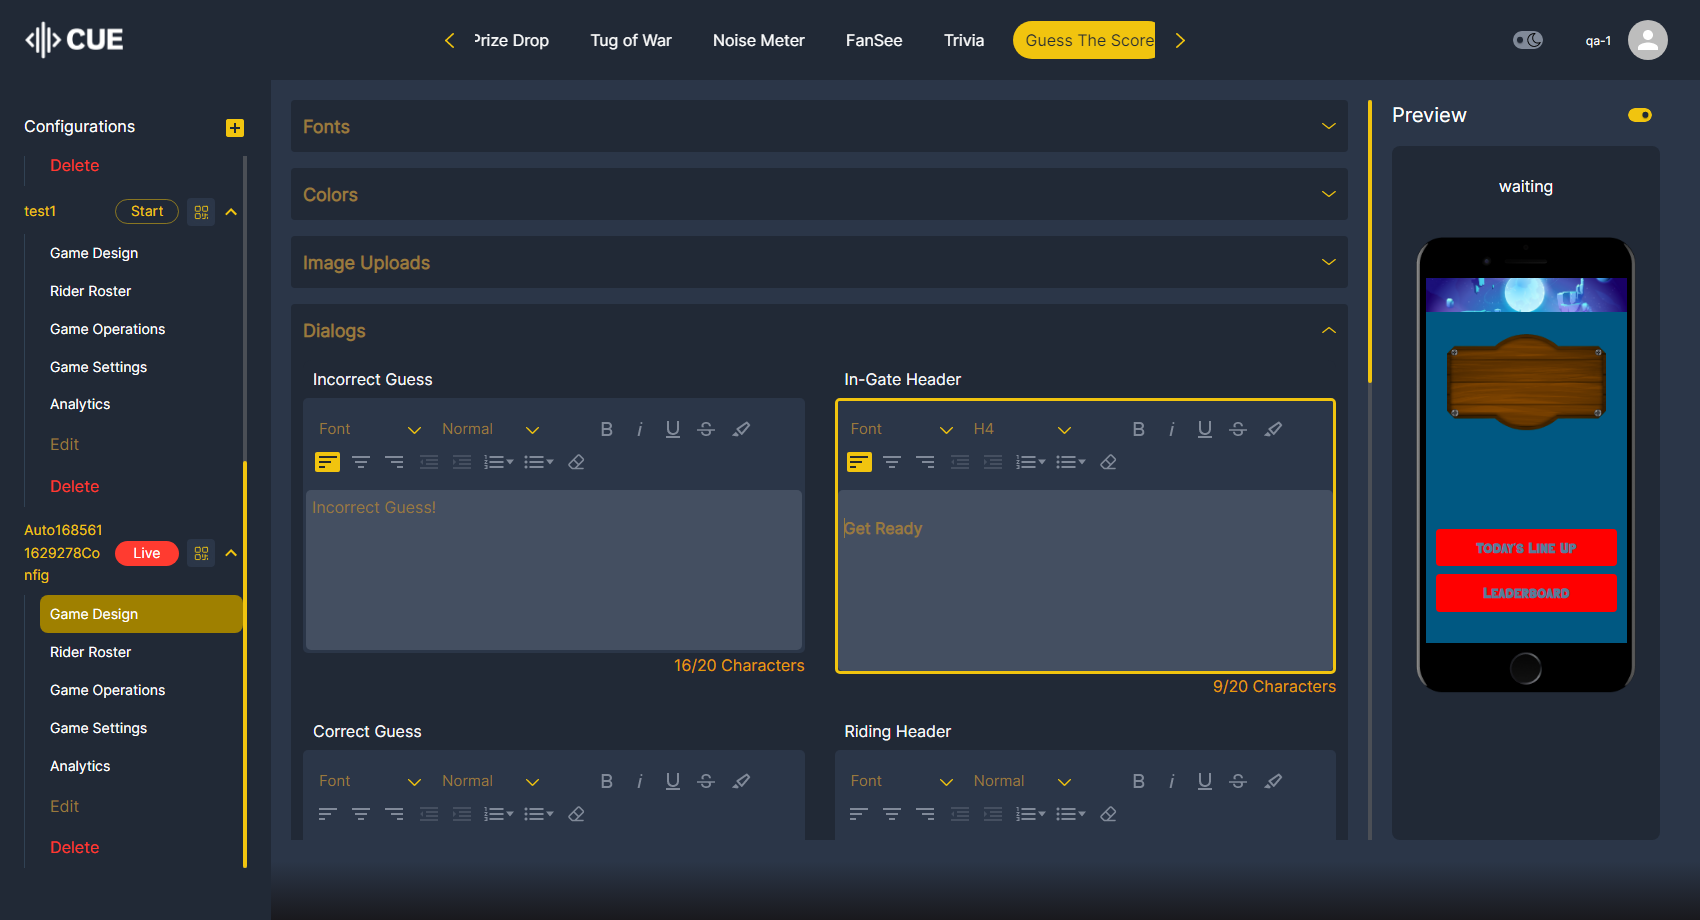 CUE
Prize Drop
Tug of War
Noise Meter
FanSee
Trivia
Guess The Score
qa-1
Configurations
Delete
test1
Start
Game Design
Rider Roster
Game Operations
Game Settings
Analytics
Edit
Delete
Auto168561
1629278Co
nfig
Live
Game Design
Rider Roster
Game Operations
Game Settings
Analytics
Edit
Delete
Fonts
Colors
Image Uploads
Dialogs
Incorrect Guess
Font
Normal
B i U S
Incorrect Guess!
16/20 Characters
In-Gate Header
Font
H4
B i U S
Get Ready
9/20 Characters
Correct Guess
Font
Normal
B i U S
Riding Header
Font
Normal
B i U S
Preview
waiting
Today's Line Up
Leaderboard